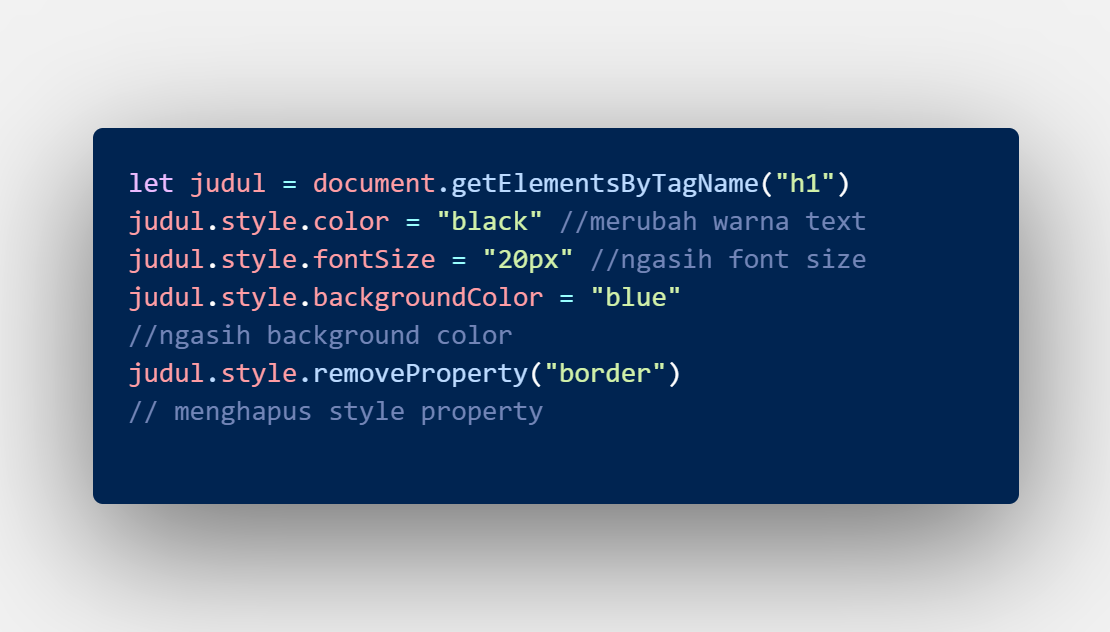 let judul = document.getElementsByTagName("h1")
judul.style.color = "black" //merubah warna text
judul.style.fontSize = "20px" //ngasih font size
judul.style.backgroundColor = "blue"
//ngasih background color
judul.style.removeProperty("border")
// menghapus style property